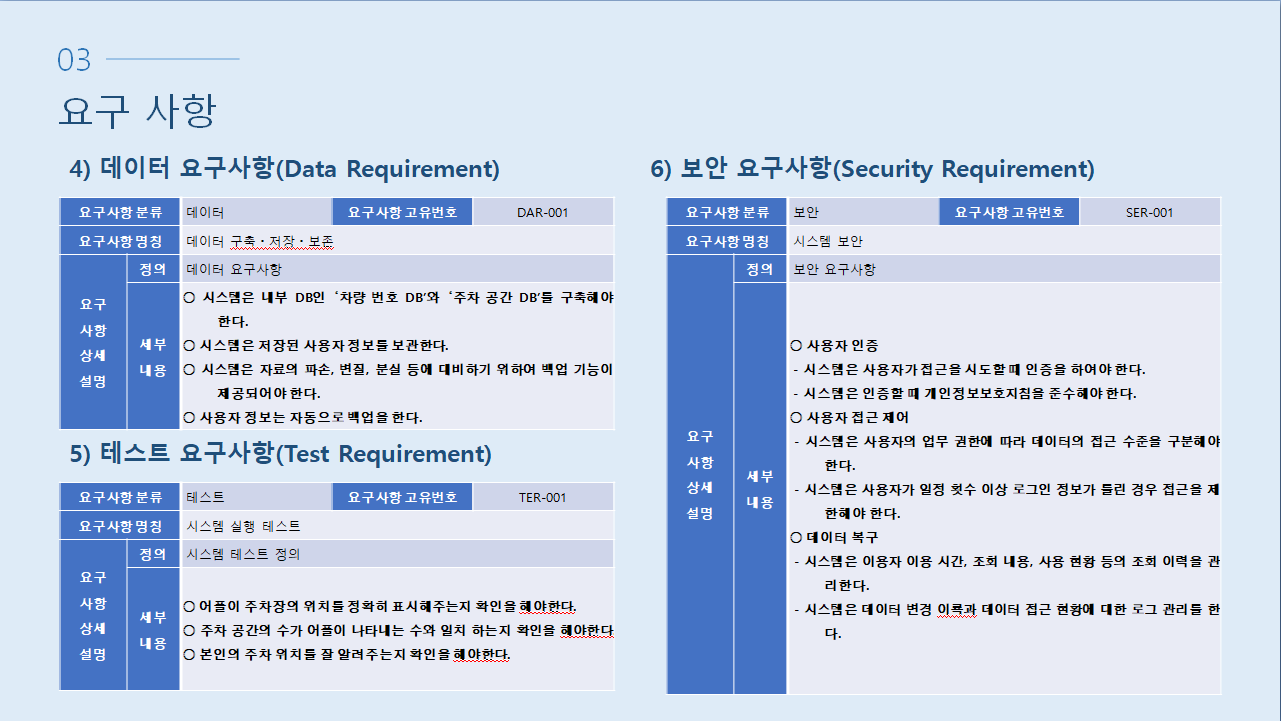 03
요구 사항
4) 데이터 요구사항(Data Requirement)
요구사항 분류 데이터 요구사항 고유번호 DAR-001
요구사항 명칭 데이터 구축·저장·보존
요구
사항
상세
설명
정의 데이터 요구사항
세부
내용
○ 시스템은 내부 DB인 ‘차량 번호 DB’와 ‘주차 공간 DB’를 구축해야
한다.
○ 시스템은 저장된 사용자 정보를 보관한다.
○ 시스템은 자료의 파손, 변질, 분실 등에 대비하기 위하여 백업 기능이
제공되어야 한다.
○ 사용자 정보는 자동으로 백업을 한다.
5) 테스트 요구사항(Test Requirement)
요구사항 분류 테스트 요구사항 고유번호 TER-001
요구사항 명칭 시스템 실행 테스트
요구
사항
상세
설명
정의 시스템 테스트 정의
세부
내용
○ 어플이 주차장의 위치를 정확히 표시해주는지 확인을 해야한다.
○ 주차 공간의 수가 어플이 나타내는 수와 일치 하는지 확인을 해야한다
○ 본인의 주차 위치를 잘 알려주는지 확인을 해야한다.
6) 보안 요구사항(Security Requirement)
요구사항 분류 보안 요구사항 고유번호 SER-001
요구사항 명칭 시스템 보안
요구
사항
상세
설명
정의 보안 요구사항
세부
내용
○ 사용자 인증
- 시스템은 사용자가 접근을 시도할 때 인증을 하여야 한다.
- 시스템은 인증할 때 개인정보보호지침을 준수해야 한다.
○ 사용자 접근 제어
- 시스템은 사용자의 업무 권한에 따라 데이터의 접근 수준을 구분해야
한다.
- 시스템은 사용자가 일정 횟수 이상 로그인 정보가 틀린 경우 접근을 제
한해야 한다.
○ 데이터 복구
- 시스템은 이용자 이용 시간, 조회 내용, 사용 현황 등의 조회 이력을 관
리한다.
- 시스템은 데이터 변경 이폭과 데이터 접근 현황에 대한 로그 관리를 한
다.